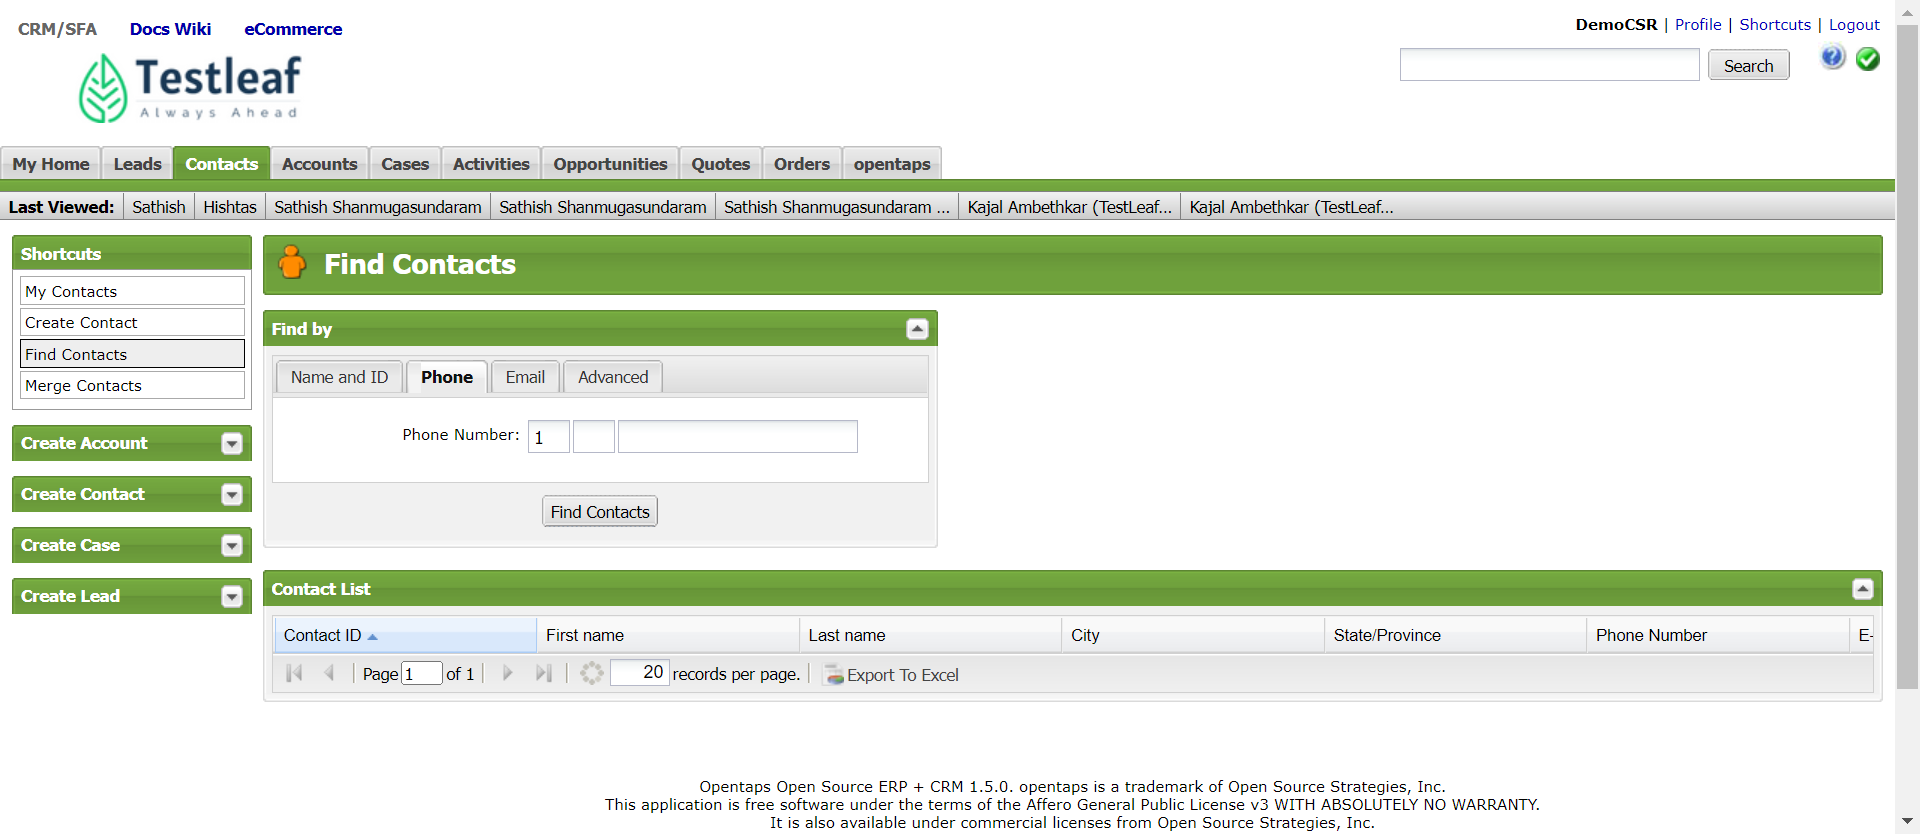 CRM/SFA Docs Wiki eCommerce
DemoCSR | Profile | Shortcuts | Logout
Testleaf
Always Ahead
Search
My Home Leads Contacts Accounts Cases Activities Opportunities Quotes Orders opentaps
Last Viewed: Sathish Hishtas Sathish Shanmugasundaram Sathish Shanmugasundaram Sathish Shanmugasundaram ... Kajal Ambethkar (TestLeaf... Kajal Ambethkar (TestLeaf...
Shortcuts
My Contacts
Create Contact
Find Contacts
Merge Contacts
Create Account
Create Contact
Create Case
Create Lead
Find Contacts
Find by
Name and ID Phone Email Advanced
Phone Number: 1
Find Contacts
Contact List
Contact ID First name Last name City State/Province Phone Number E-
Page 1 of 1 20 records per page. Export To Excel
Opentaps Open Source ERP + CRM 1.5.0. opentaps is a trademark of Open Source Strategies, Inc.
This application is free software under the terms of the Affero General Public License v3 WITH ABSOLUTELY NO WARRANTY.
It is also available under commercial licenses from Open Source Strategies, Inc.